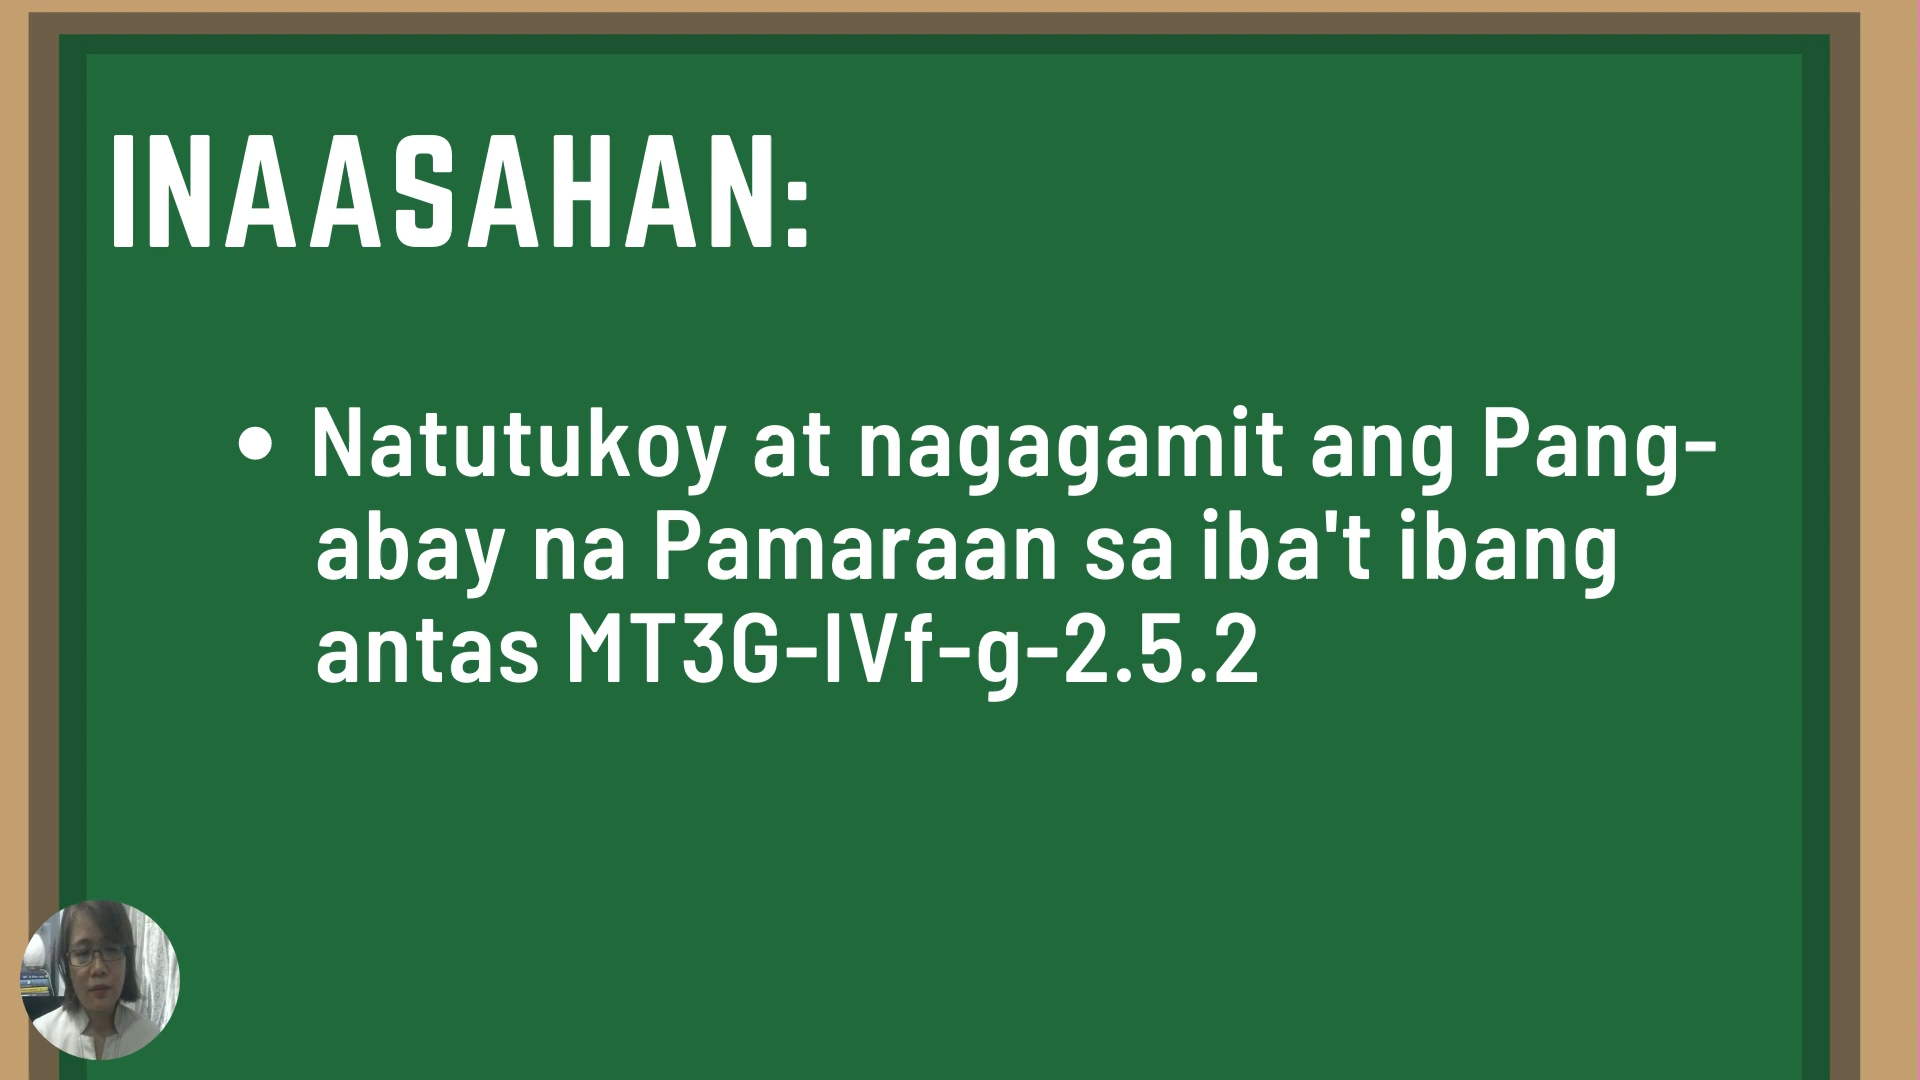 INAASAHAN:
• Natutukoy at nagagamit ang Pang-
abay na Pamaraan sa iba't ibang
antas MT3G-IVf-g-2.5.2